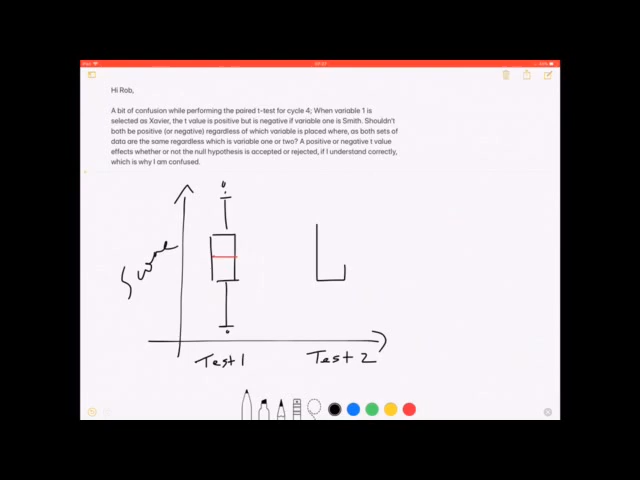 Hi Rob,
A bit of confusion while performing the paired t-test for cycle 4; When variable 1 is
selected as Xavier, the t value is positive but is negative if variable one is Smith. Shouldn't
both be positive (or negative) regardless of which variable is placed where, as both sets of
data are the same regardless which is variable one or two? A positive or negative t value
effects whether or not the null hypothesis is accepted or rejected, if I understand correctly,
which is why I am confused.
Score
Test 1
Test 2